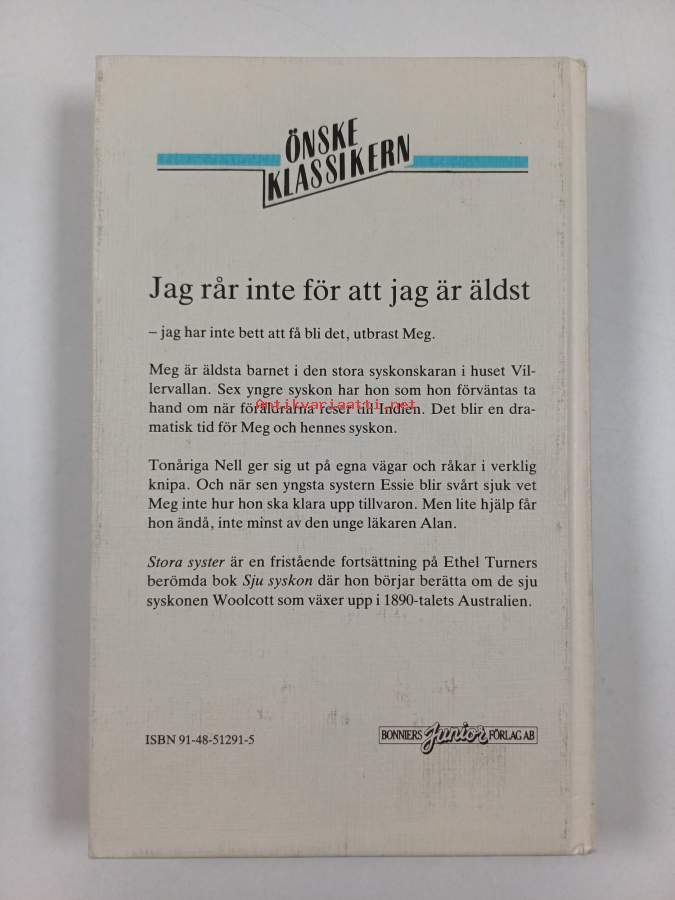 ÖNSKE
KLASSIKERN
Jag rår inte för att jag är äldst
– jag har inte bett att få bli det, utbrast Meg.
Meg är äldsta barnet i den stora syskonskaran i huset Vil-
lervallan. Sex yngre syskon har hon som hon förväntas ta
hand om när föräldrarna reser till Indien. Det blir en dra-
Antikvariaatti.net
matisk tid för Meg och hennes syskon.
Tonåriga Nell ger sig ut på egna vägar och råkar i verklig
knipa. Och när sen yngsta systern Essie blir svårt sjuk vet
Meg inte hur hon ska klara upp tillvaron. Men lite hjälp får
hon ändå, inte minst av den unge läkaren Alan.
Stora syster är en fristående fortsättning på Ethel Turners
berömda bok Sju syskon där hon börjar berätta om de sju
syskonen Woolcott som växer upp i 1890-talets Australien.
ISBN 91-48-51291-5
BONNIERS Junior FÖRLAG AB